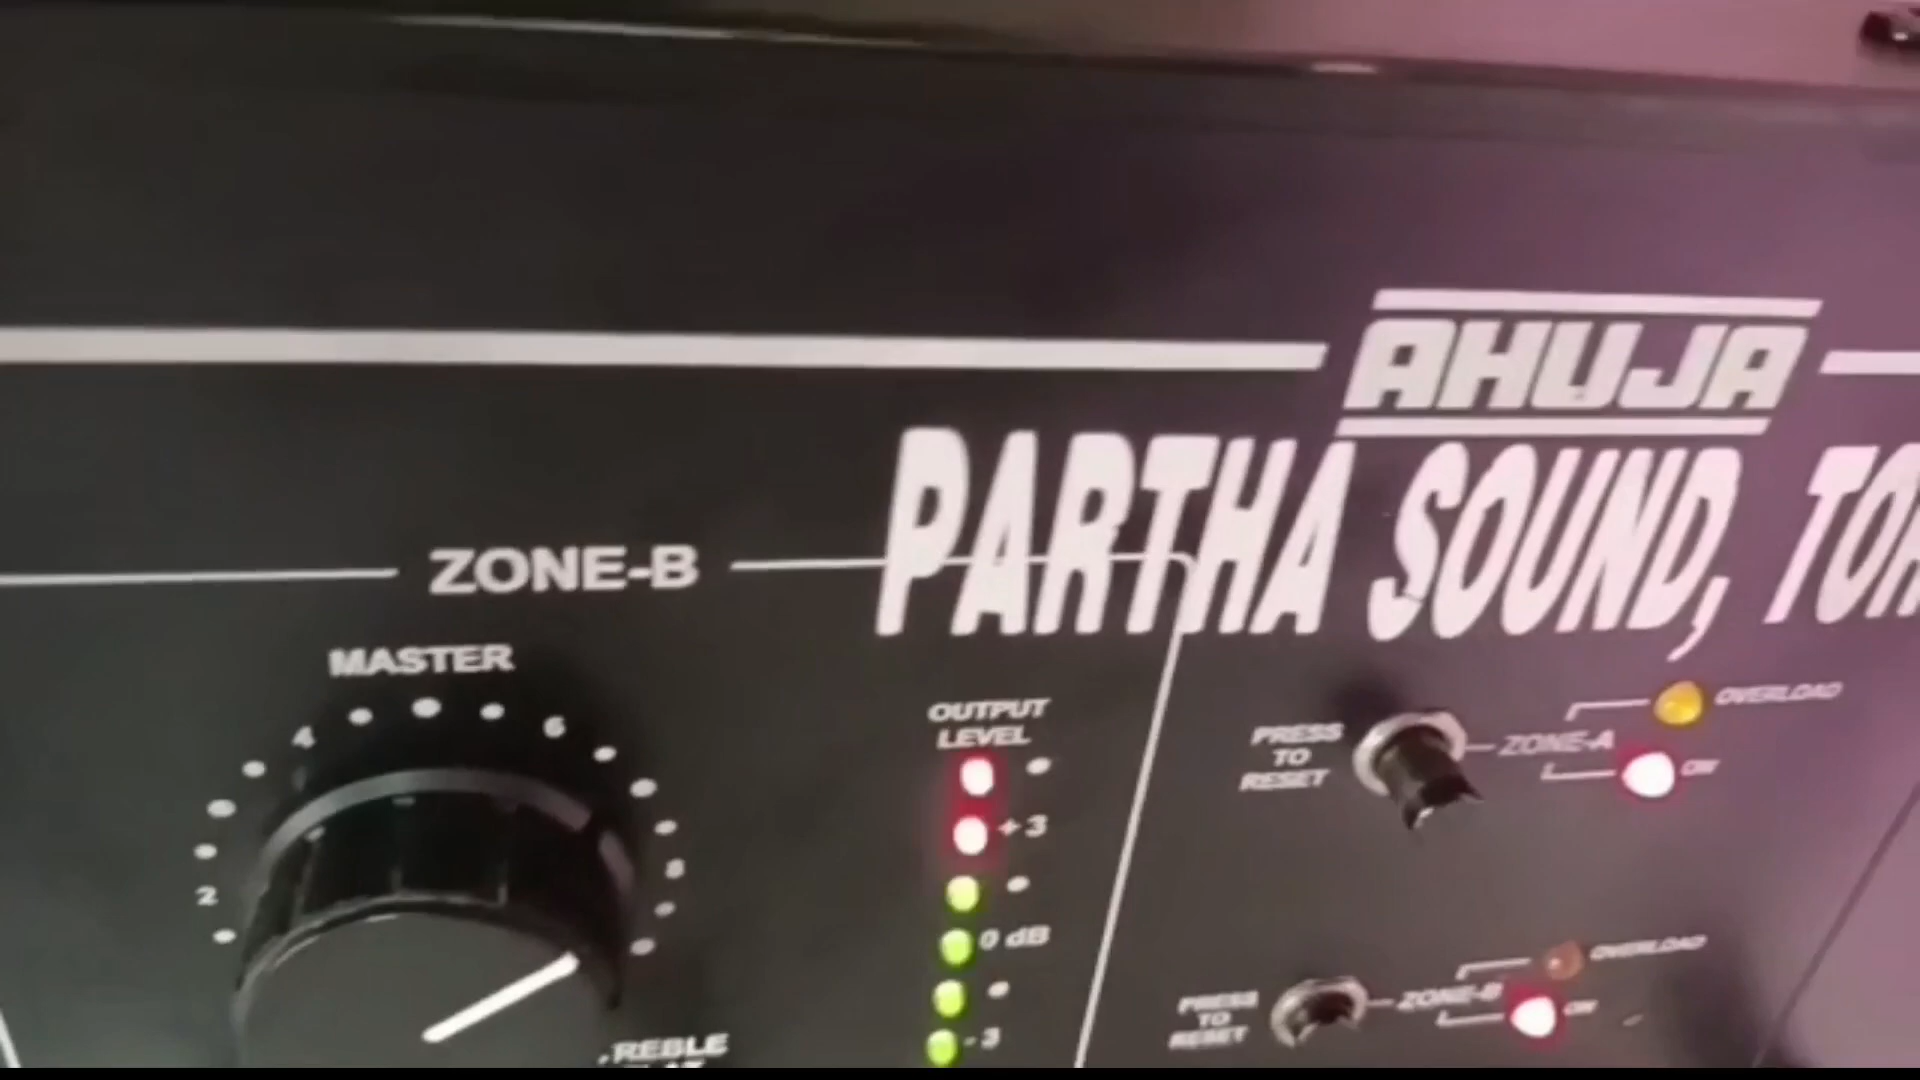 AHUJA
PARTHA SOUND,
ZONE-B
MASTER
4
6
2
8
OUTPUT
LEVEL
+3
0 dB
-3
PRESS
TO
RESET
ZONE-A
OVERLOAD
ON
PRESS
TO
RESET
ZONE-B
OVERLOAD
ON